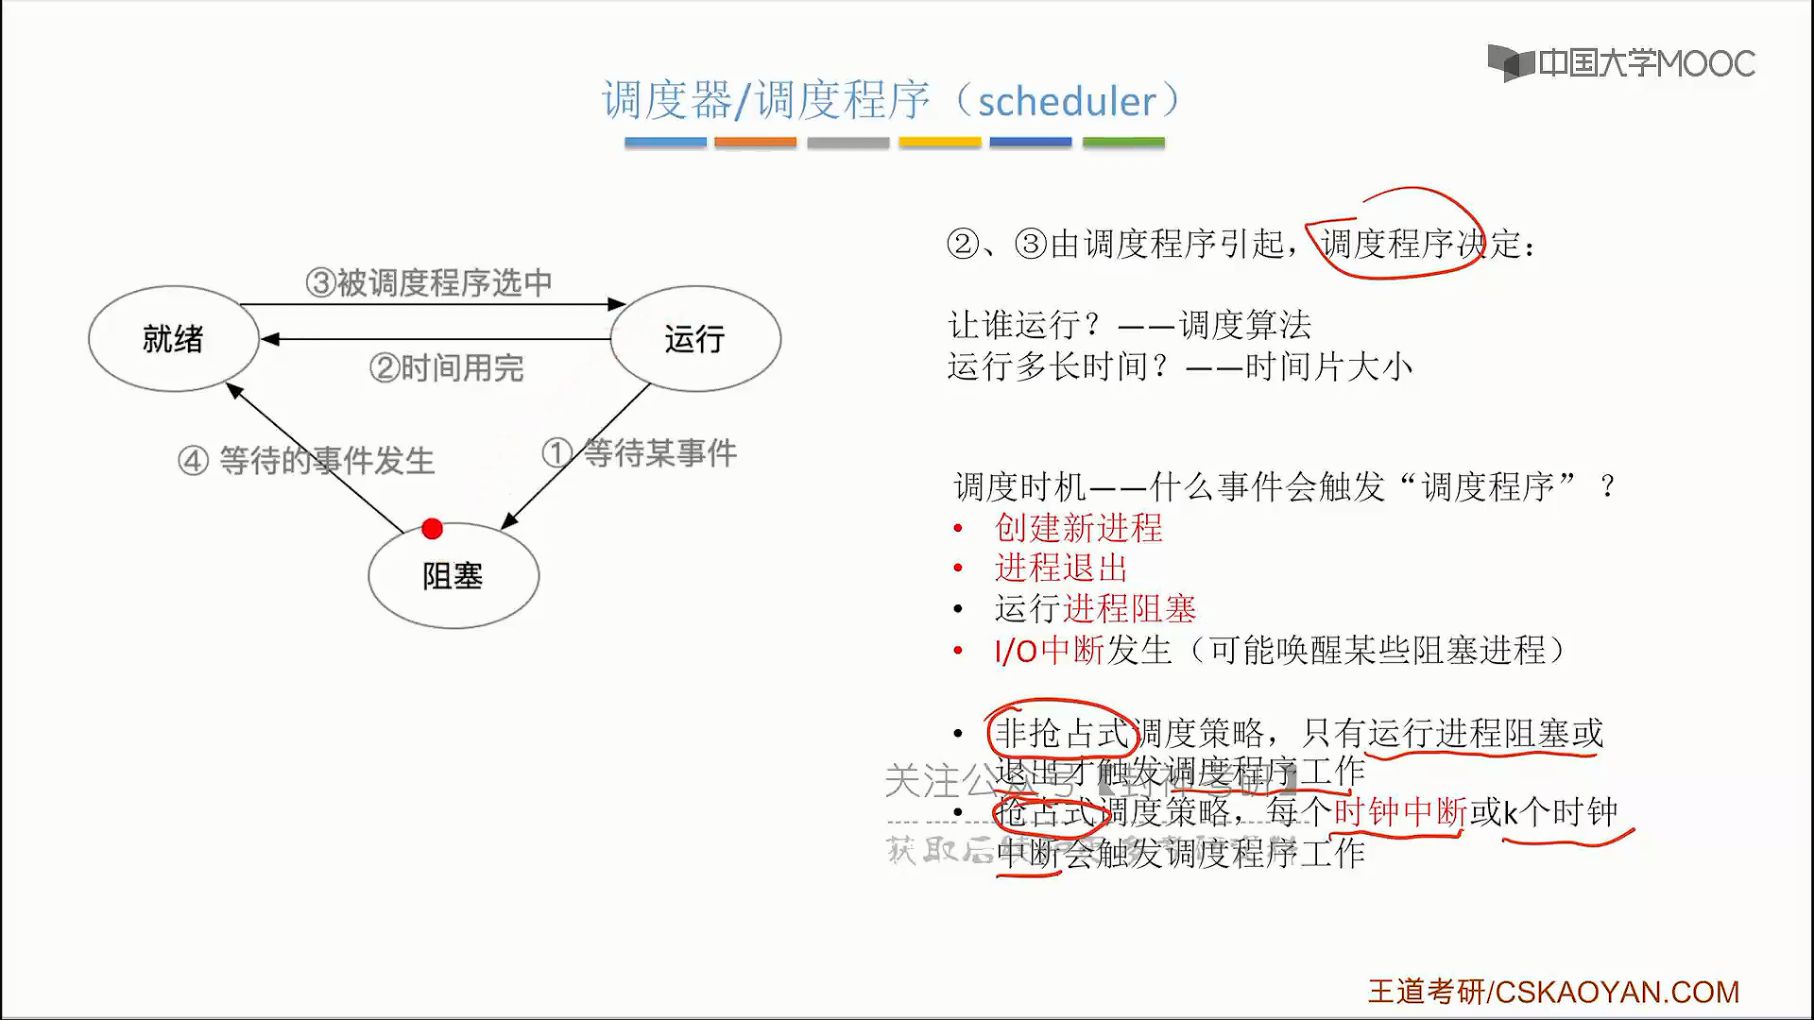 中国大学MOOC
调度器/调度程序（scheduler）
②、③由调度程序引起，调度程序决定：
让谁运行？——调度算法
运行多长时间？——时间片大小
③被调度程序选中
就绪
运行
②时间用完
④ 等待的事件发生
① 等待某事件
阻塞
调度时机——什么事件会触发“调度程序”？
• 创建新进程
• 进程退出
• 运行进程阻塞
• I/O中断发生（可能唤醒某些阻塞进程）
• 非抢占式调度策略，只有运行进程阻塞或
退出才触发调度程序工作
• 抢占式调度策略，每个时钟中断或k个时钟
中断会触发调度程序工作
关注公众号【封神考研】
王道考研/CSKAOYAN.COM